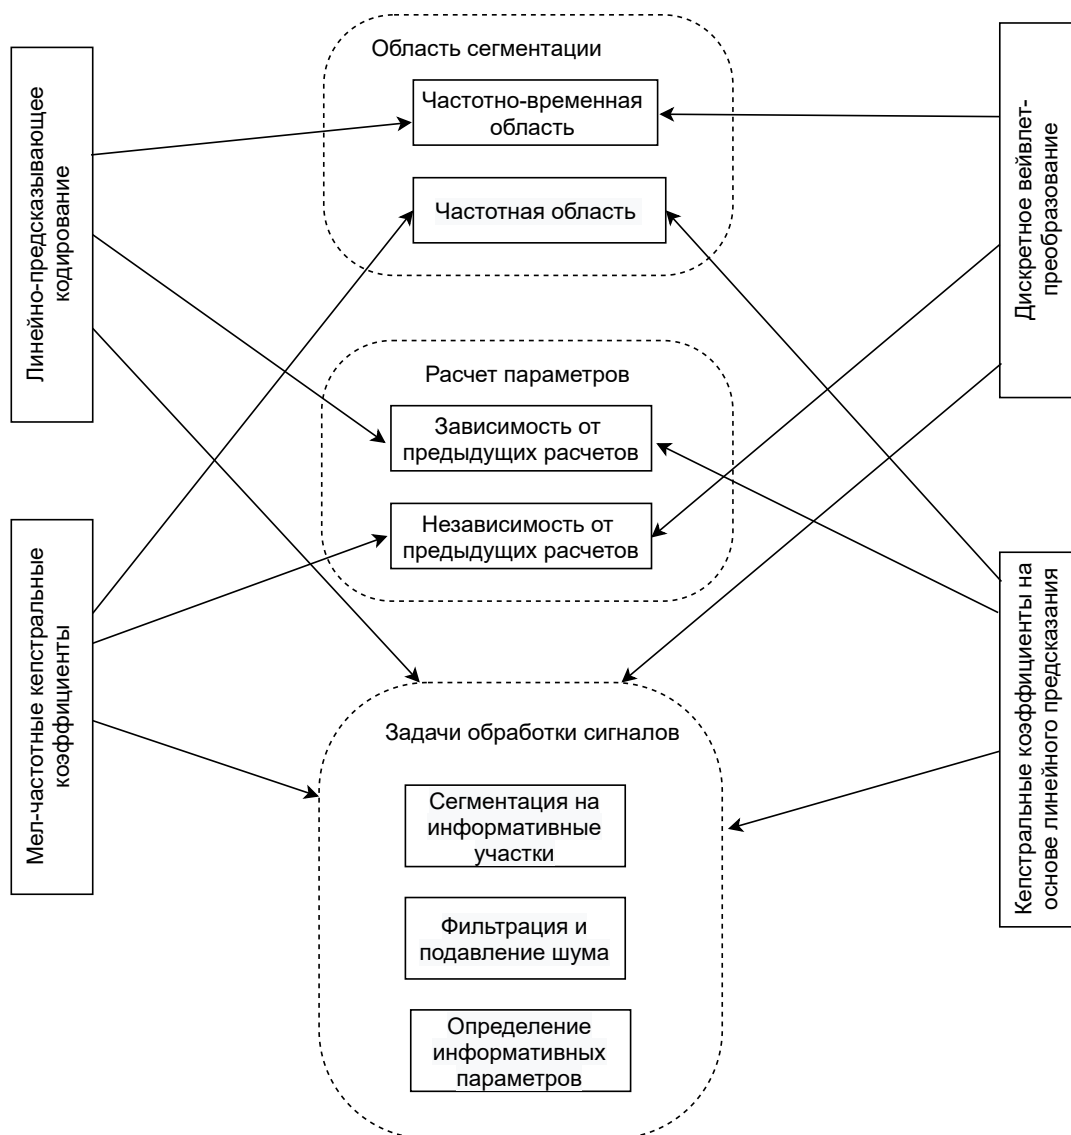 Область сегментации
Частотно-временная
область
Частотная область
Линейно-предсказывающее
кодирование
Дискретное вейвлет-
преобразование
Расчет параметров
Зависимость от
предыдущих расчетов
Независимость от
предыдущих расчетов
Мел-частотные кепстральные
коэффициенты
Кепстральные коэффициенты на
основе линейного предсказания
Задачи обработки сигналов
Сегментация на
информативные
участки
Фильтрация и
подавление шума
Определение
информативных
параметров